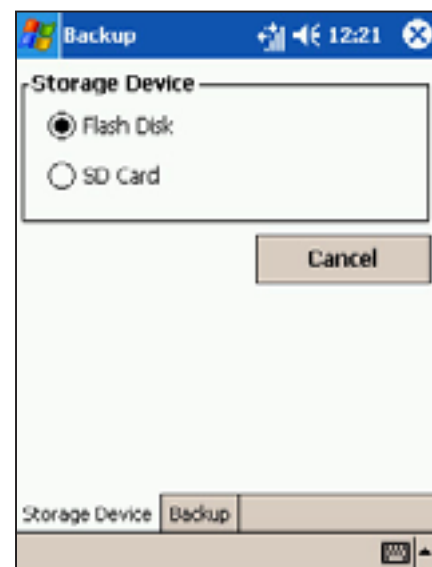 Backup 12:21
Storage Device
Flash Disk
SD Card
Cancel
Storage Device Backup